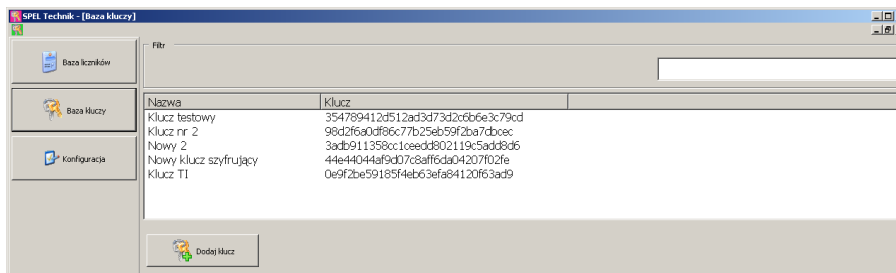 SPEL Technik - [Baza kluczy]
Baza liczników
Baza kluczy
Konfiguracja
Filtr
Nazwa Klucz
Klucz testowy 354789412d512ad3d73d2c6b6e3c79cd
Klucz nr 2 98d2f6a0df86c77b25eb59f2ba7dbcec
Nowy 2 3adb911358cc1ceedd802119c5add8d6
Nowy klucz szyfrujący 44e44044af9d07c8aff6da04207f02fe
Klucz TI 0e9f2be59185f4eb63efa84120f63ad9
Dodaj klucz